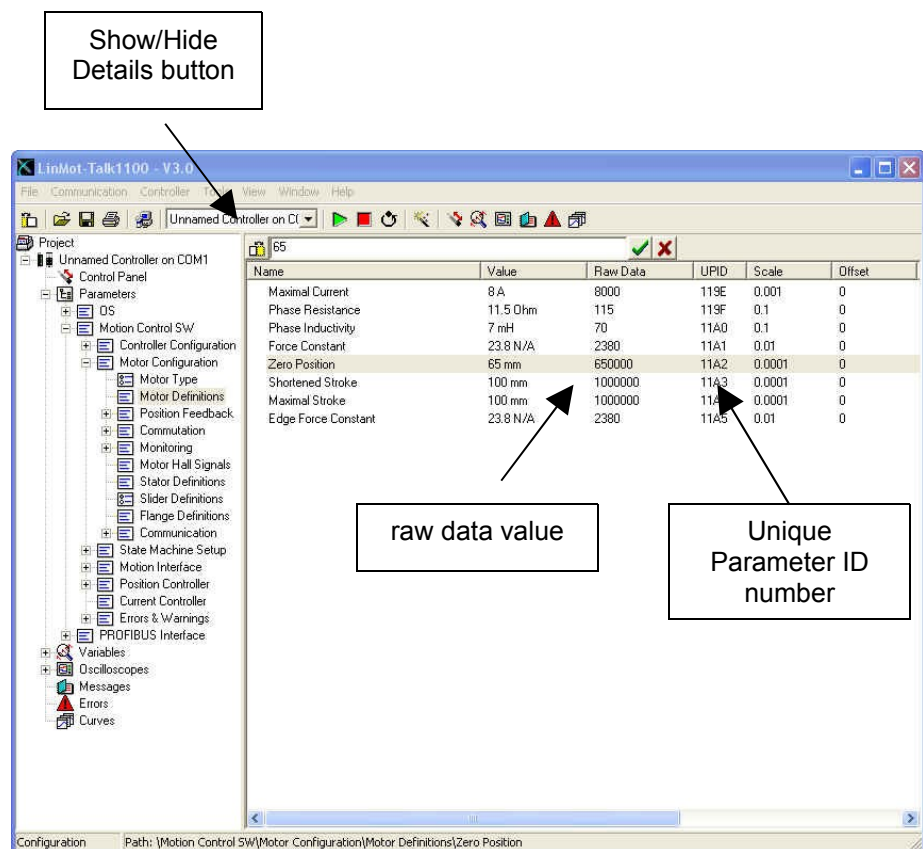 Show/Hide
Details button
LinMot-Talk1100 - V3.0
File Communication Controller Tools View Window Help
Unnamed Controller on C(
Project
Unnamed Controller on COM1
Control Panel
Parameters
OS
Motion Control SW
Controller Configuration
Motor Configuration
Motor Type
Motor Definitions
Position Feedback
Commutation
Monitoring
Motor Hall Signals
Stator Definitions
Slider Definitions
Flange Definitions
Communication
State Machine Setup
Motion Interface
Position Controller
Current Controller
Errors & Warnings
PROFIBUS Interface
Variables
Oscilloscopes
Messages
Errors
Curves
65
Name Value Raw Data UPID Scale Offset
Maximal Current 8 A 8000 119E 0.001 0
Phase Resistance 11.5 Ohm 115 119F 0.1 0
Phase Inductivity 7 mH 70 11A0 0.1 0
Force Constant 23.8 N/A 2380 11A1 0.01 0
Zero Position 65 mm 650000 11A2 0.0001 0
Shortened Stroke 100 mm 1000000 11A3 0.0001 0
Maximal Stroke 100 mm 1000000 0.0001 0
Edge Force Constant 23.8 N/A 2380 11A5 0.01 0
raw data value
Unique
Parameter ID
number
Configuration Path: \Motion Control SW\Motor Configuration\Motor Definitions\Zero Position